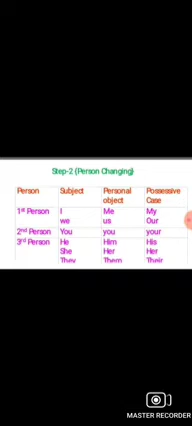 Step-2 (Person Changing)
Person Subject Personal object Possessive Case
1st Person I Me My
we us Our
2nd Person You you your
3rd Person He Him His
She Her Her
They Them Their
MASTER RECORDER